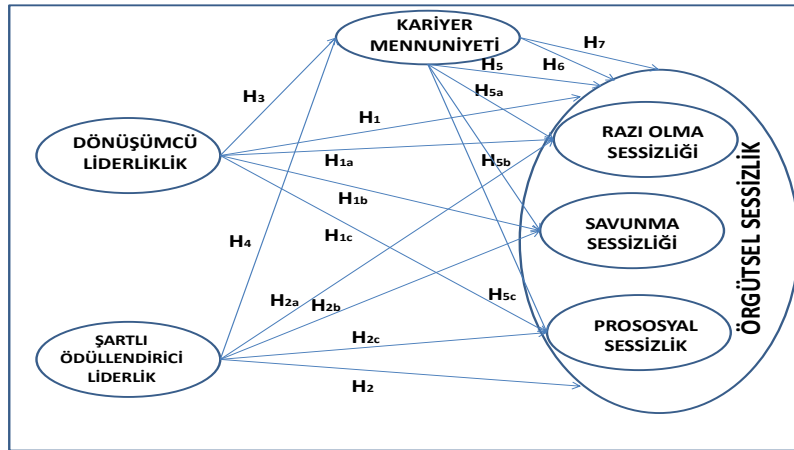 KARİYER
MENNUNİYETİ
H7
H5
H6
H3
H5a
H1
DÖNÜŞÜMCÜ
LİDERLİKLİK
RAZI OLMA
SESSİZLİĞİ
H1a
H5b
H1b
SAVUNMA
SESSİZLİĞİ
H4
H1c
ÖRGÜTSEL SESSİZLİK
H2a
H2b
H5c
ŞARTLI
ÖDÜLLENDİRİCİ
LİDERLİK
H2c
PROSOSYAL
SESSİZLİK
H2